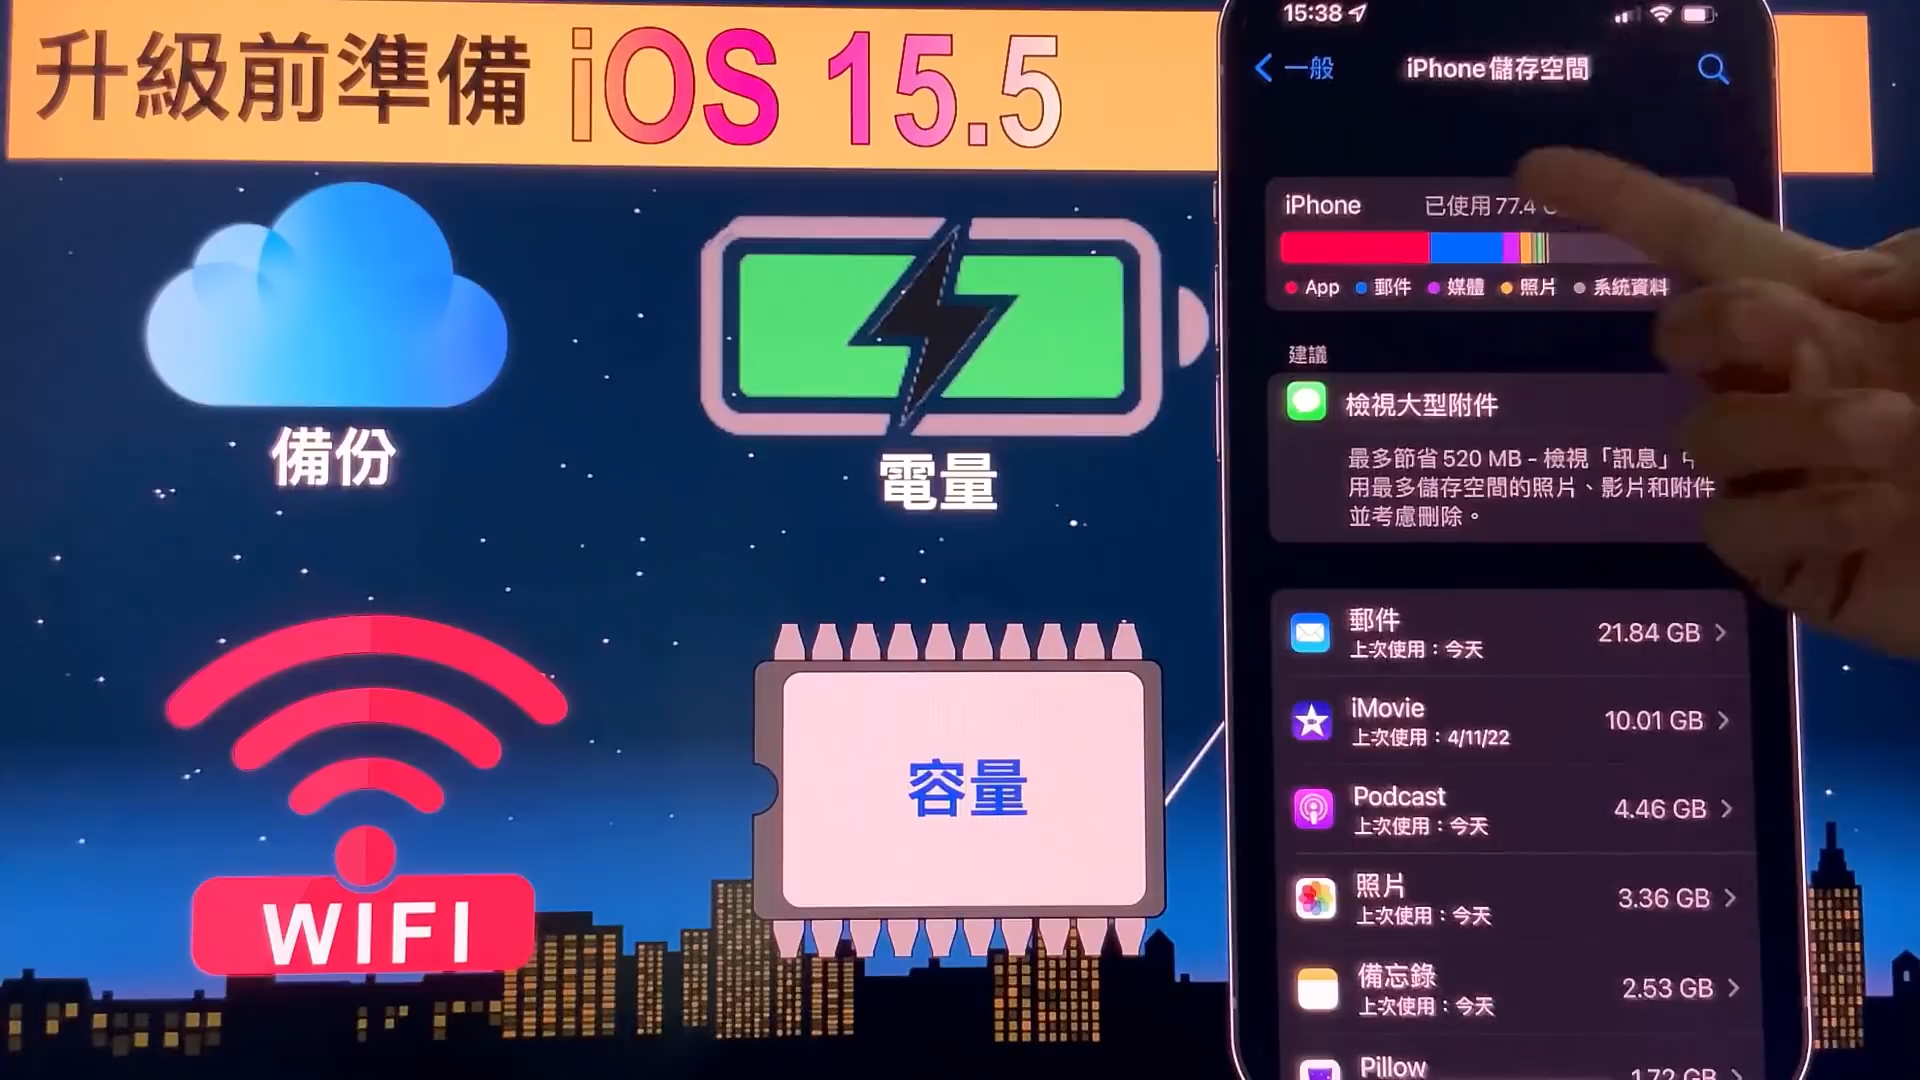 升級前準備 iOS 15.5
備份
電量
WIFI
容量
15:38
一般
iPhone儲存空間
iPhone
已使用 77.4
App 郵件 媒體 照片 系統資料
建議
檢視大型附件
最多節省 520 MB - 檢視「訊息」
用最多儲存空間的照片、影片和附件
並考慮刪除。
郵件
上次使用：今天
21.84 GB
iMovie
上次使用：4/11/22
10.01 GB
Podcast
上次使用：今天
4.46 GB
照片
上次使用：今天
3.36 GB
備忘錄
上次使用：今天
2.53 GB
Pillow
1.72 GB